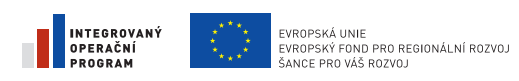 INTEGROVANÝ
OPERAČNÍ
PROGRAM
EVROPSKÁ UNIE
EVROPSKÝ FOND PRO REGIONÁLNÍ ROZVOJ
ŠANCE PRO VÁŠ ROZVOJ